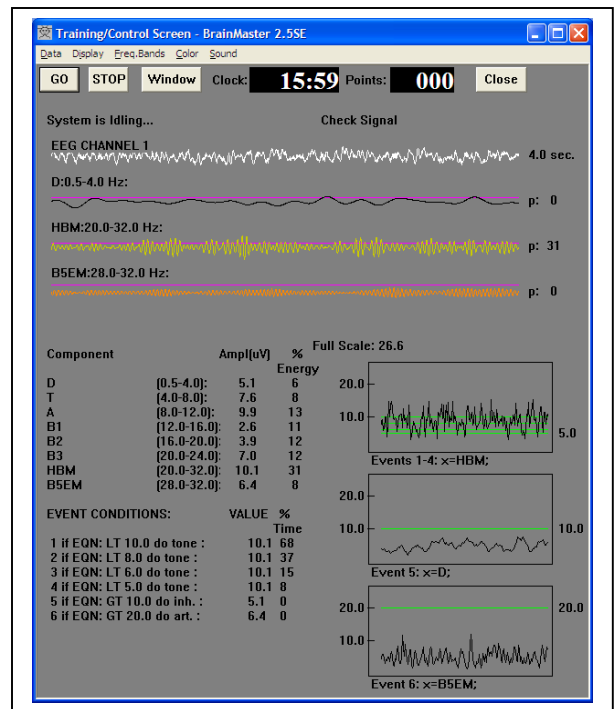 Training/Control Screen - BrainMaster 2.5SE
Data Display Freq.Bands Color Sound
GO STOP Window Clock: 15:59 Points: 000 Close
System is Idling... Check Signal
EEG CHANNEL 1
4.0 sec.
D:0.5-4.0 Hz:
p: 0
HBM:20.0-32.0 Hz:
p: 31
B5EM:28.0-32.0 Hz:
p: 0
Full Scale: 26.6
Component Ampl(uV) %
Energy
D (0.5-4.0): 5.1 6
T (4.0-8.0): 7.6 8
A (8.0-12.0): 9.9 13
B1 (12.0-16.0): 2.6 11
B2 (16.0-20.0): 3.9 12
B3 (20.0-24.0): 7.0 12
HBM (20.0-32.0): 10.1 31
B5EM (28.0-32.0): 6.4 8
EVENT CONDITIONS: VALUE %
Time
1 if EQN: LT 10.0 do tone : 10.1 68
2 if EQN: LT 8.0 do tone : 10.1 37
3 if EQN: LT 6.0 do tone : 10.1 15
4 if EQN: LT 5.0 do tone : 10.1 8
5 if EQN: GT 10.0 do inh. : 5.1 0
6 if EQN: GT 20.0 do art. : 6.4 0
20.0
10.0
5.0
Events 1-4: x=HBM;
20.0
10.0 10.0
Event 5: x=D;
20.0 20.0
10.0
Event 6: x=B5EM;